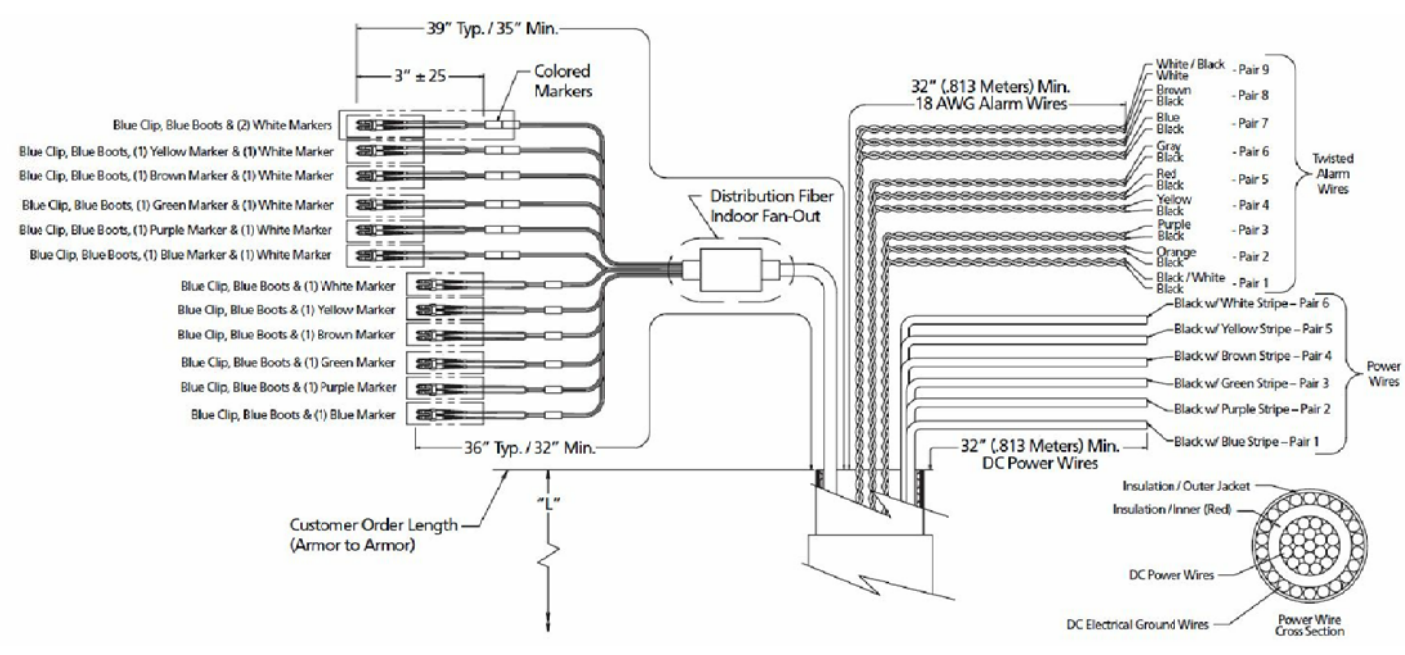 39” Typ. / 35” Min.
3” ± 25
Colored
Markers
Blue Clip, Blue Boots & (2) White Markers
Blue Clip, Blue Boots, (1) Yellow Marker & (1) White Marker
Blue Clip, Blue Boots, (1) Brown Marker & (1) White Marker
Blue Clip, Blue Boots, (1) Green Marker & (1) White Marker
Blue Clip, Blue Boots, (1) Purple Marker & (1) White Marker
Blue Clip, Blue Boots, (1) Blue Marker & (1) White Marker
Blue Clip, Blue Boots & (1) White Marker
Blue Clip, Blue Boots & (1) Yellow Marker
Blue Clip, Blue Boots & (1) Brown Marker
Blue Clip, Blue Boots & (1) Green Marker
Blue Clip, Blue Boots & (1) Purple Marker
Blue Clip, Blue Boots & (1) Blue Marker
36” Typ. / 32” Min.
Distribution Fiber
Indoor Fan-Out
“L”
Customer Order Length
(Armor to Armor)
32” (.813 Meters) Min.
18 AWG Alarm Wires
White / Black
White
- Pair 9
Brown
Black
- Pair 8
Blue
Black
- Pair 7
Gray
Black
- Pair 6
Red
Black
- Pair 5
Yellow
Black
- Pair 4
Purple
Black
- Pair 3
Orange
Black
- Pair 2
Black / White
Black
- Pair 1
Twisted
Alarm
Wires
Black w/ White Stripe – Pair 6
Black w/ Yellow Stripe – Pair 5
Black w/ Brown Stripe – Pair 4
Black w/ Green Stripe – Pair 3
Black w/ Purple Stripe – Pair 2
Black w/ Blue Stripe – Pair 1
Power
Wires
32” (.813 Meters) Min.
DC Power Wires
Insulation / Outer Jacket
Insulation / Inner (Red)
DC Power Wires
DC Electrical Ground Wires
Power Wire
Cross Section